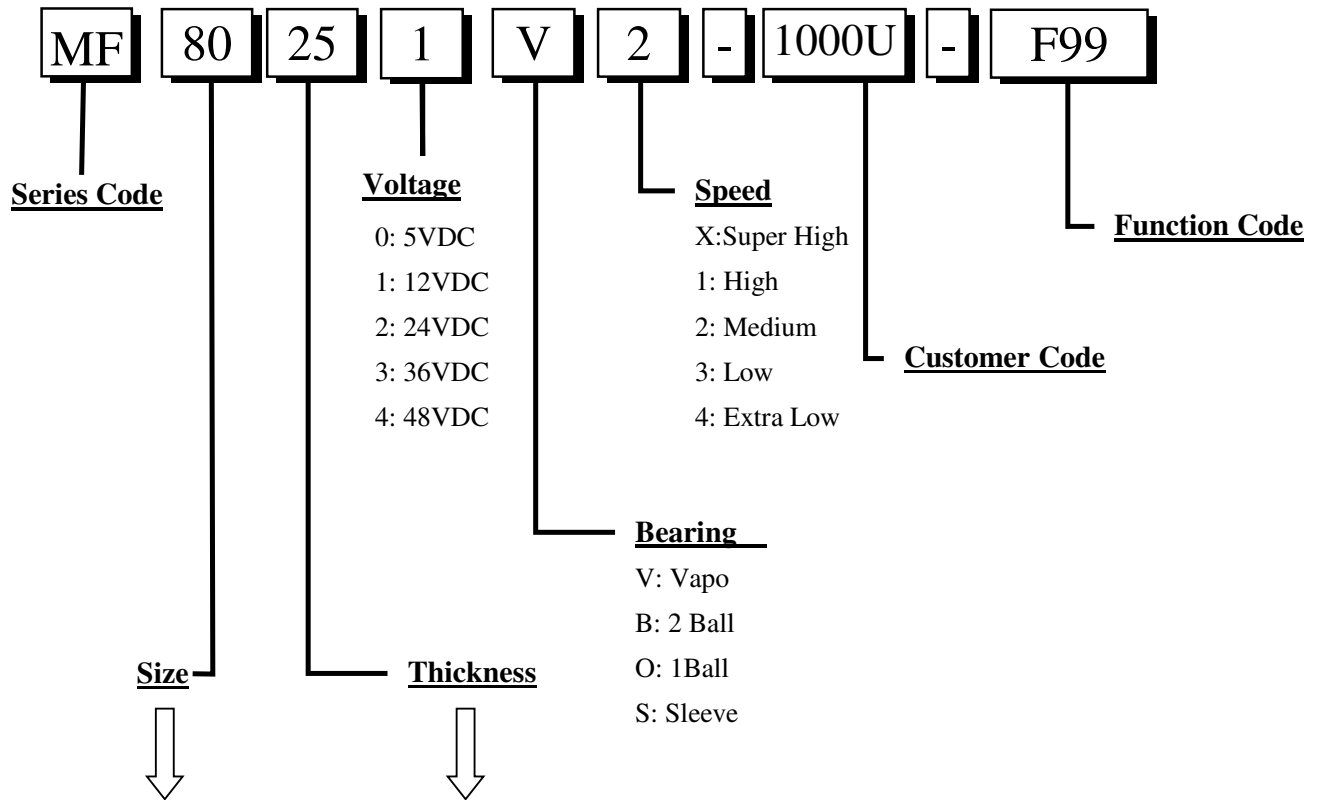 MF 80 25 1 V 2 - 1000U - F99
Series Code
Voltage
0: 5VDC
1: 12VDC
2: 24VDC
3: 36VDC
4: 48VDC
Speed
X:Super High
1: High
2: Medium
3: Low
4: Extra Low
Function Code
Customer Code
Bearing
V: Vapo
B: 2 Ball
O: 1Ball
S: Sleeve
Size
Thickness